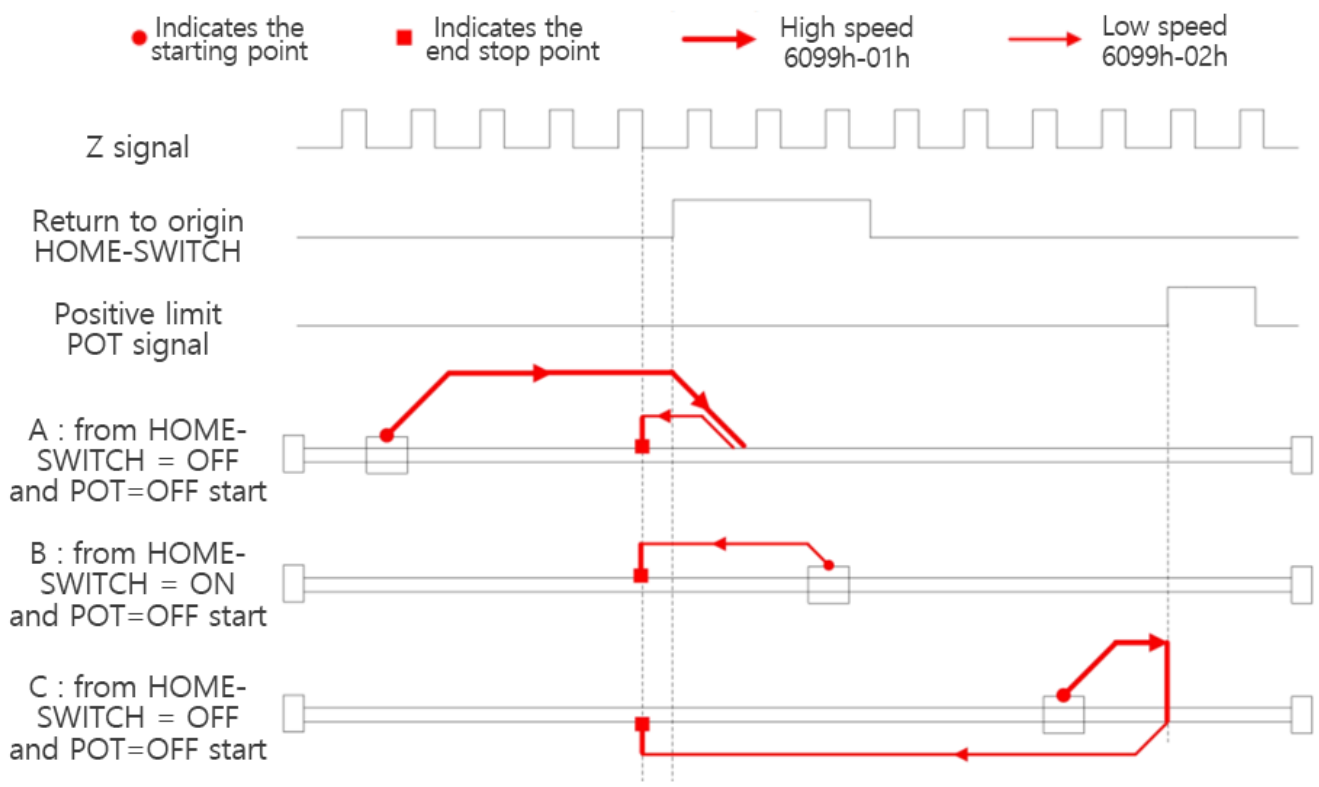 Indicates the
starting point
Indicates the
end stop point
High speed
6099h-01h
Low speed
6099h-02h
Z signal
Return to origin
HOME-SWITCH
Positive limit
POT signal
A : from HOME-
SWITCH = OFF
and POT=OFF start
B : from HOME-
SWITCH = ON
and POT=OFF start
C : from HOME-
SWITCH = OFF
and POT=OFF start